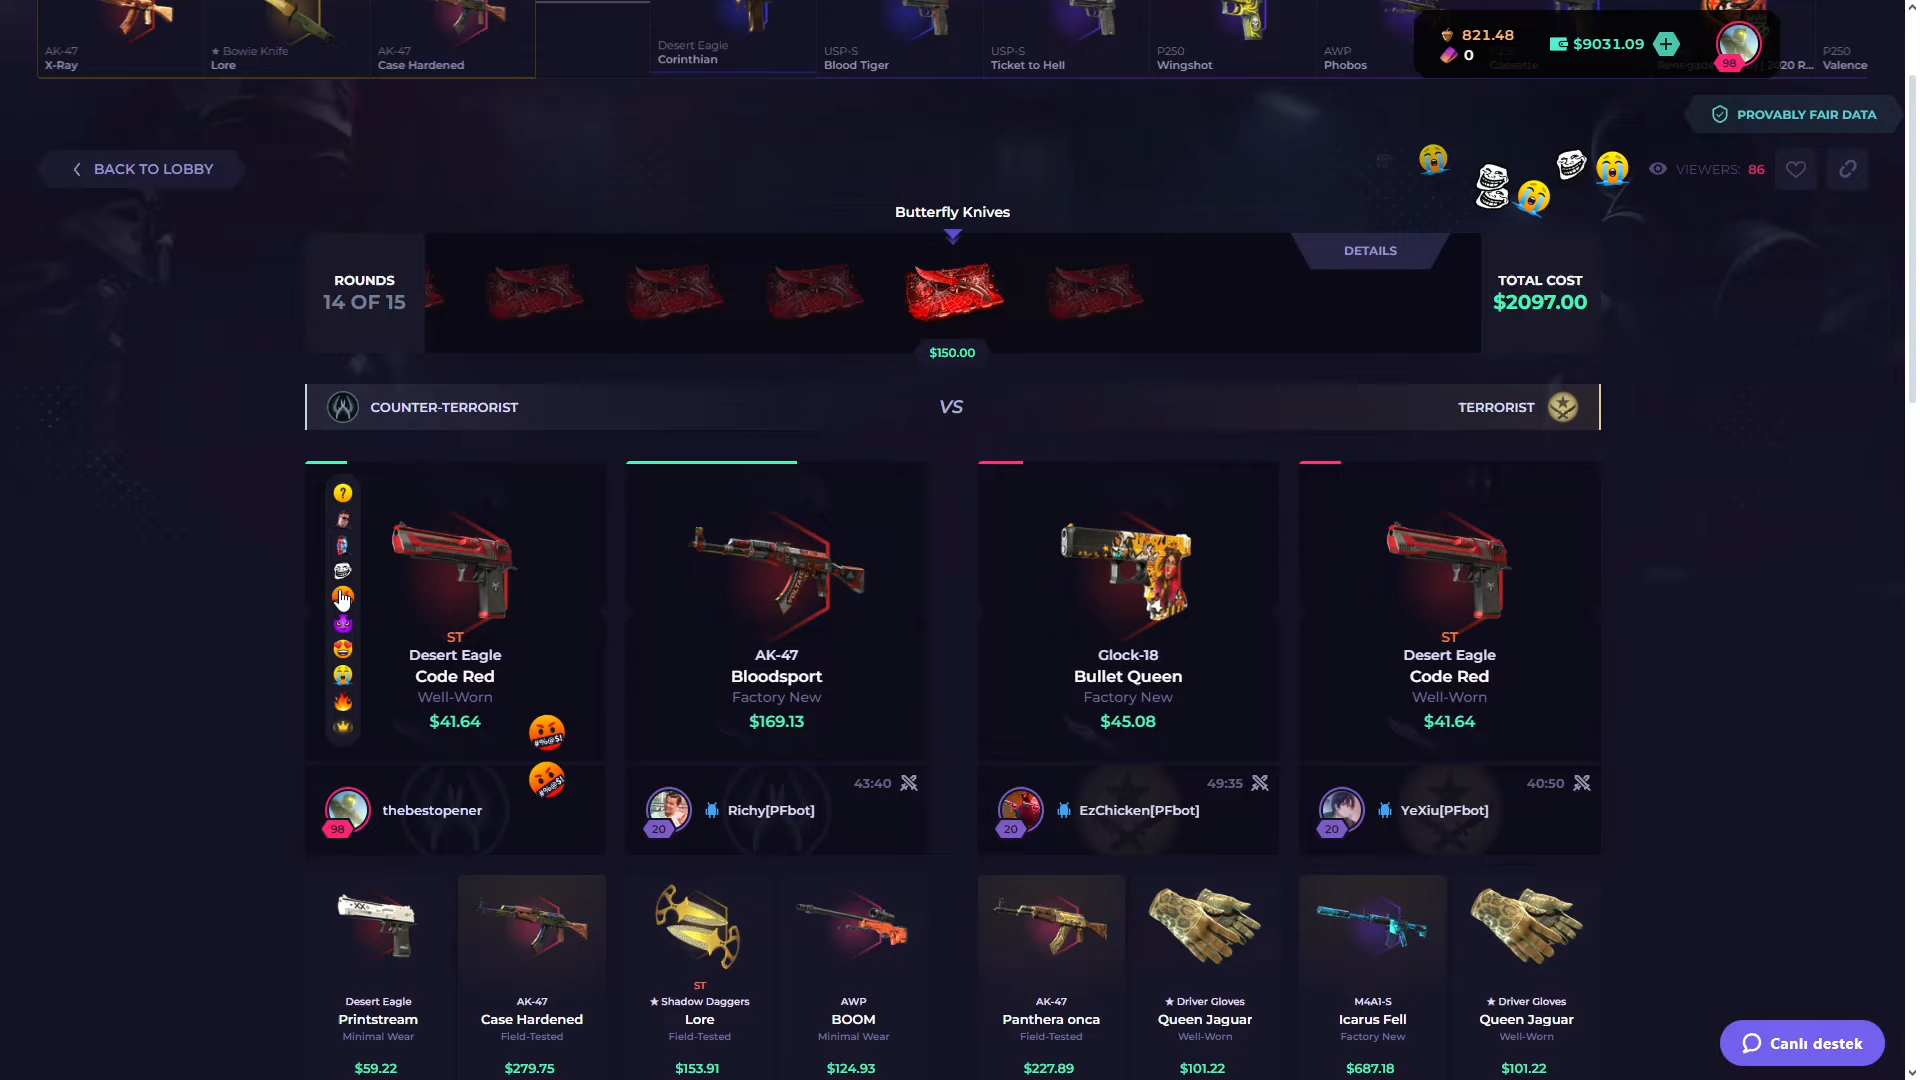 AK-47
X-Ray
★ Bowie Knife
Lore
AK-47
Case Hardened
Desert Eagle
Corinthian
USP-S
Blood Tiger
USP-S
Ticket to Hell
P250
Wingshot
AWP
Phobos
P250
Valence
821.48
0
$9031.09
98
PROVABLY FAIR DATA
BACK TO LOBBY
VIEWERS: 86
Butterfly Knives
ROUNDS
14 OF 15
DETAILS
TOTAL COST
$2097.00
$150.00
COUNTER-TERRORIST
VS
TERRORIST
ST
Desert Eagle
Code Red
Well-Worn
$41.64
AK-47
Bloodsport
Factory New
$169.13
Glock-18
Bullet Queen
Factory New
$45.08
ST
Desert Eagle
Code Red
Well-Worn
$41.64
thebestopener
98
43:40
Richy[PFbot]
20
49:35
EzChicken[PFbot]
20
40:50
YeXiu[PFbot]
20
Desert Eagle
Printstream
Minimal Wear
$59.22
AK-47
Case Hardened
Field-Tested
$279.75
ST
★ Shadow Daggers
Lore
Field-Tested
$153.91
AWP
BOOM
Minimal Wear
$124.93
AK-47
Panthera onca
Field-Tested
$227.89
★ Driver Gloves
Queen Jaguar
Well-Worn
$101.22
M4A1-S
Icarus Fell
Factory New
$687.18
★ Driver Gloves
Queen Jaguar
Well-Worn
$101.22
Canlı destek